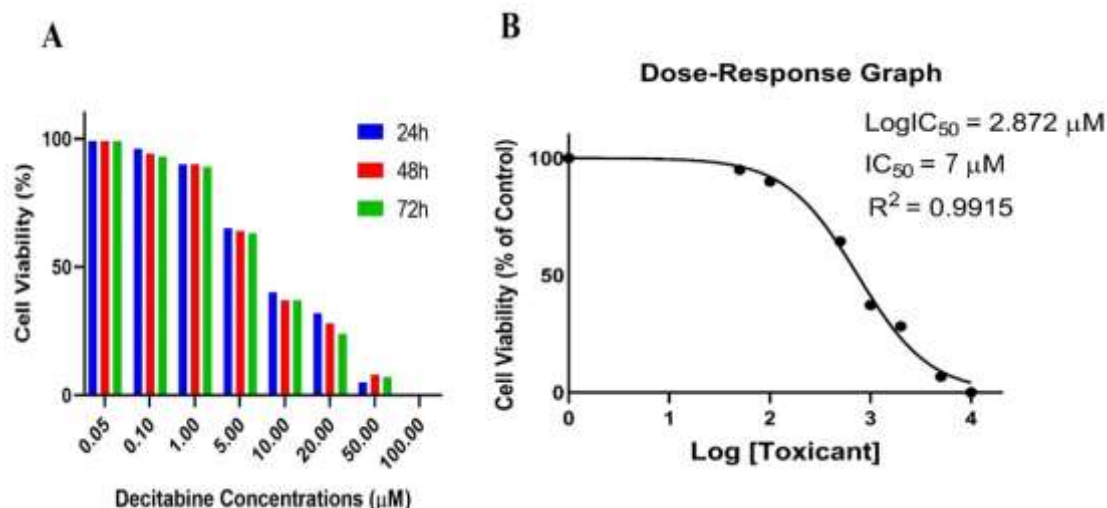 A
Cell Viability (%)
100
50
0
24h
48h
72h
0.05
0.10
1.00
5.00
10.00
20.00
50.00
100.00
Decitabine Concentrations (μM)
B
Dose-Response Graph
LogIC₅₀ = 2.872 μM
IC₅₀ = 7 μM
R² = 0.9915
Cell Viability (% of Control)
100
50
0
0
1
2
3
4
Log [Toxicant]